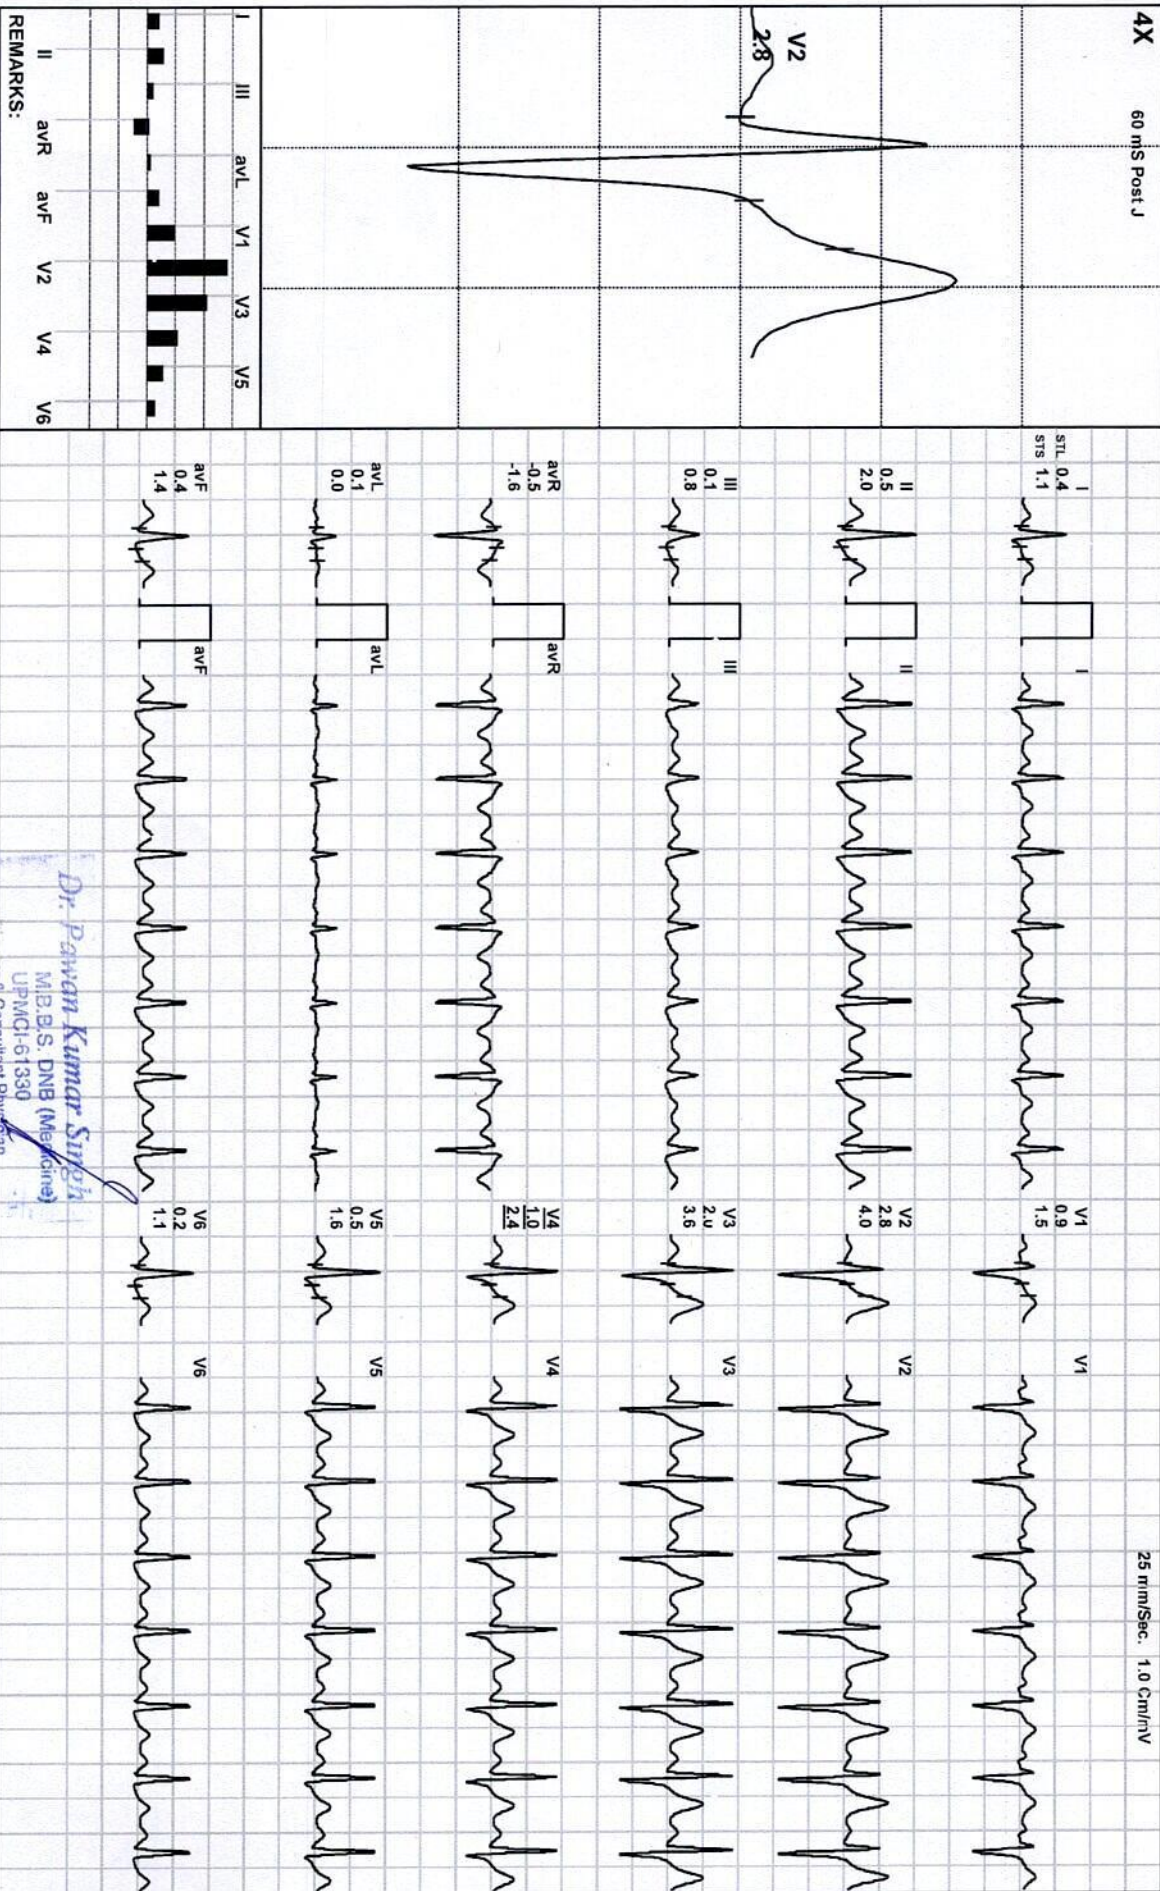 4X
60 mS Post J
25 mm/Sec. 1.0 Cm/mV
V2
2.8
I
STL 0.4
STS 1.1
I
V1
0.9
1.5
V1
II
0.5
2.0
II
V2
2.8
4.0
V2
III
0.1
0.8
III
V3
2.0
3.6
V3
avR
-0.5
-1.6
avR
V4
1.0
2.4
V4
avL
0.1
0.0
avL
V5
0.5
1.6
V5
avF
0.4
1.4
avF
V6
0.2
1.1
V6
I III avL V1 V3 V5
II avR avF V2 V4 V6
REMARKS:
Dr. Pawan Kumar Singh
M.B.B.S. DNB (Medicine)
UPMCI-61330
& Consultant Physician